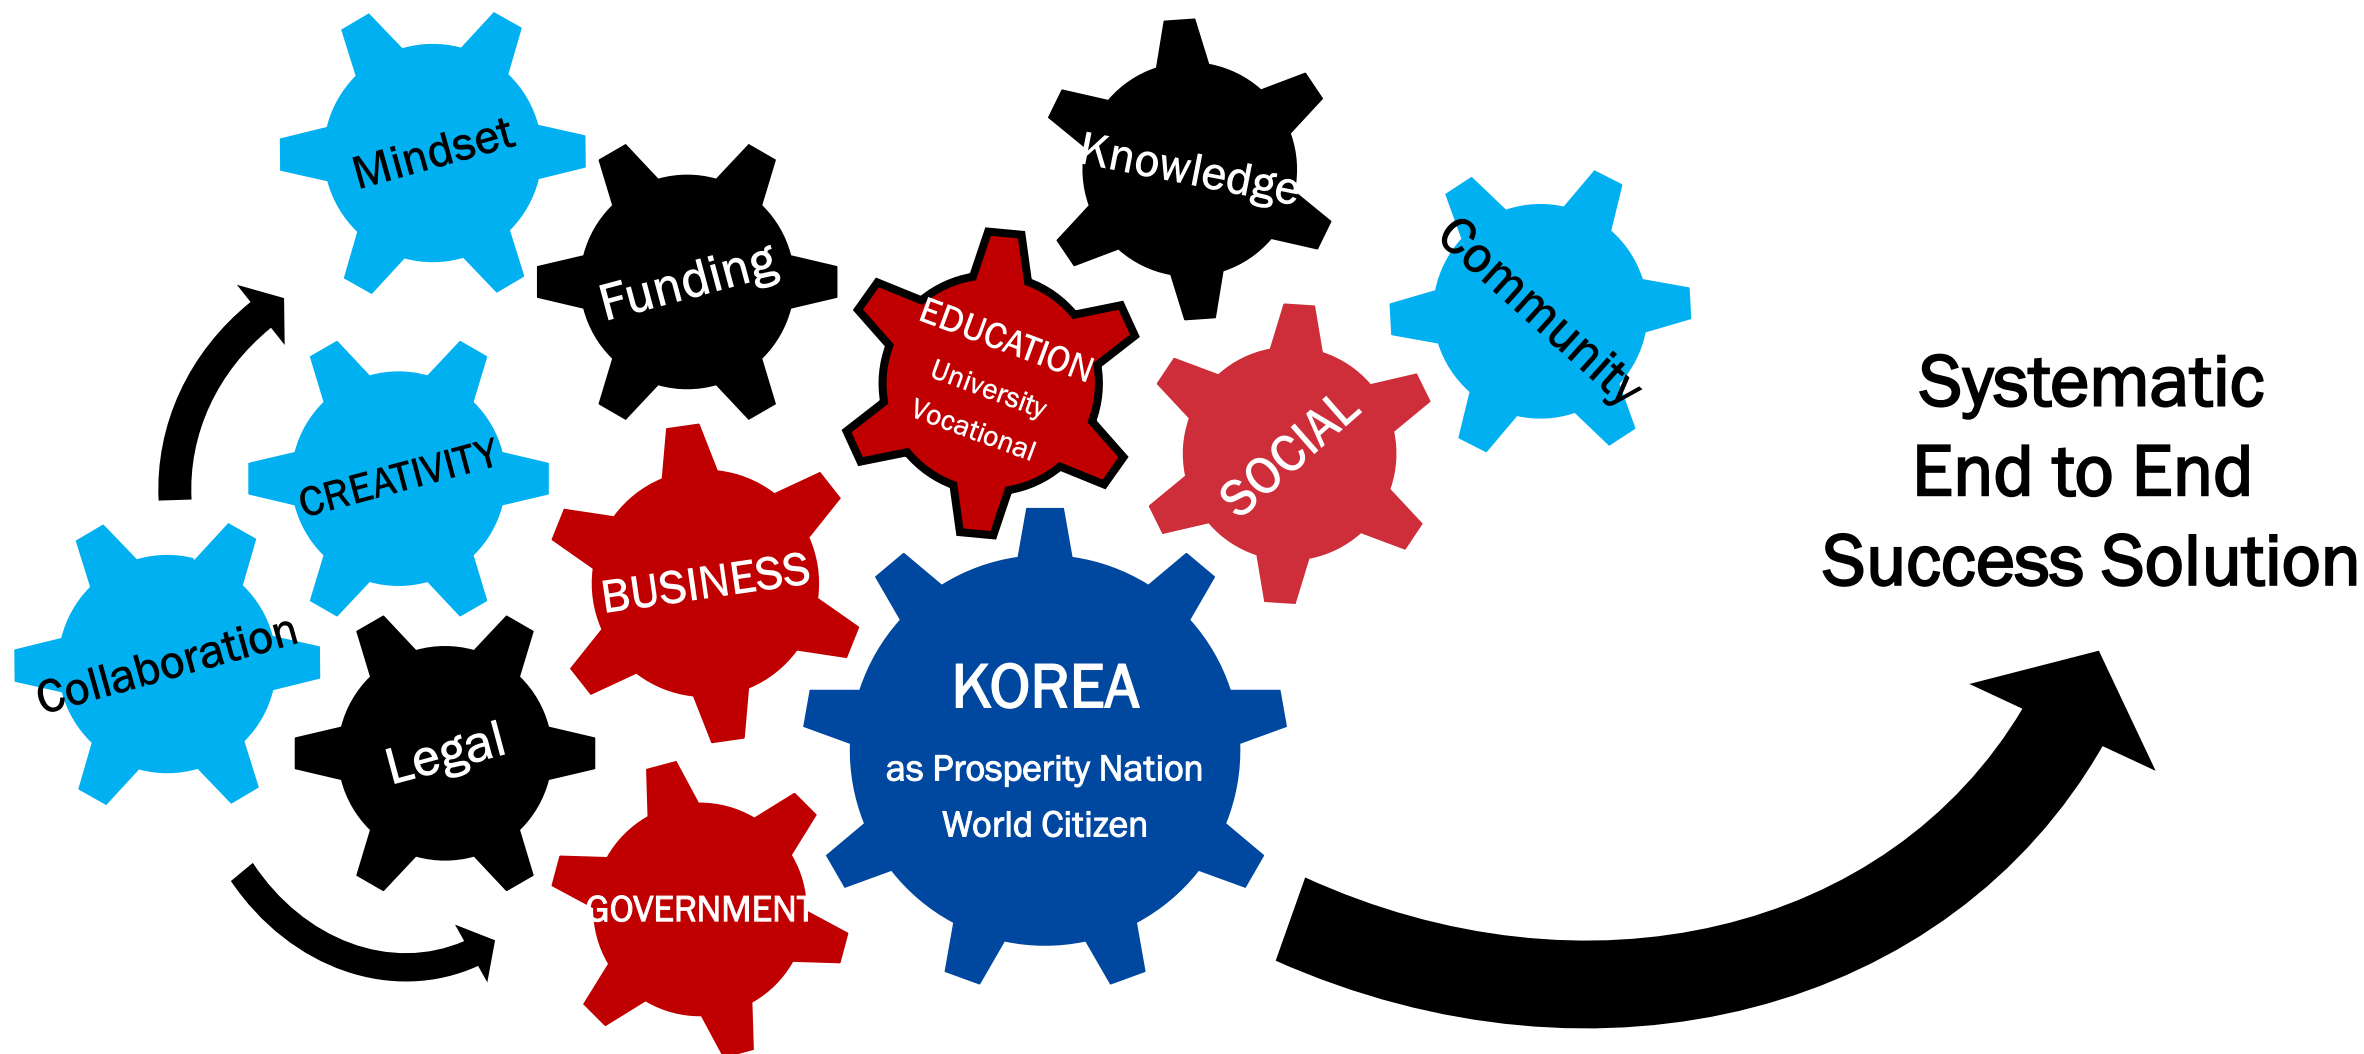 Mindset
Funding
Knowledge
Community
EDUCATION
University
Vocational
SOCIAL
CREATIVITY
BUSINESS
Collaboration
Legal
GOVERNMENT
KOREA
as Prosperity Nation
World Citizen
Systematic
End to End
Success Solution